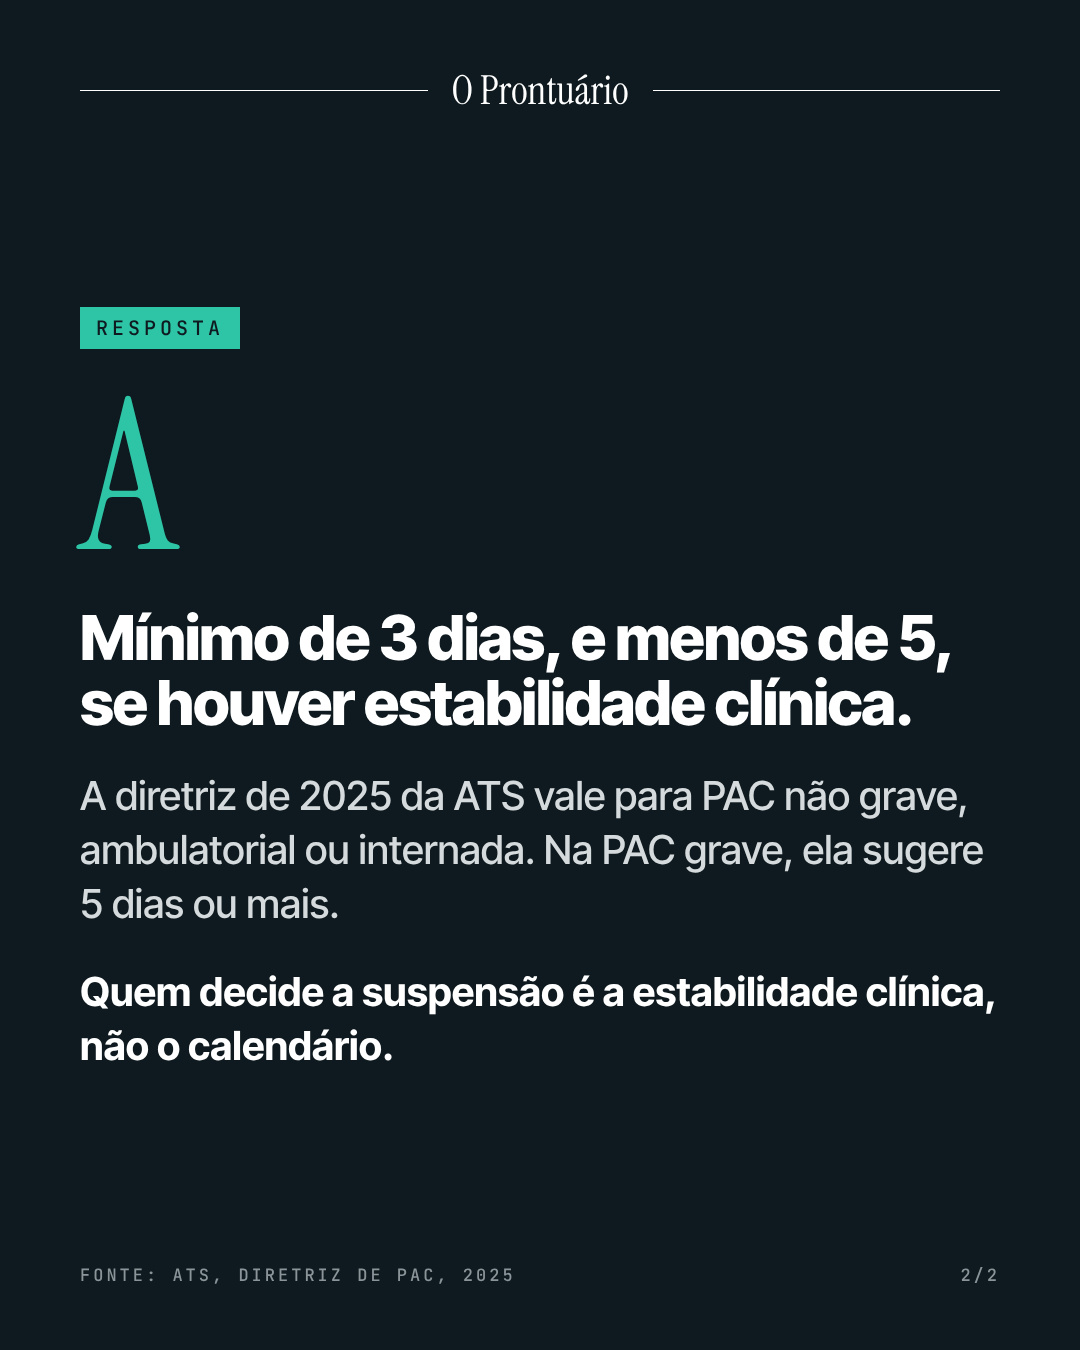 O Prontuário
RESPOSTA
A
Mínimo de 3 dias, e menos de 5,
se houver estabilidade clínica.
A diretriz de 2025 da ATS vale para PAC não grave,
ambulatorial ou internada. Na PAC grave, ela sugere
5 dias ou mais.
Quem decide a suspensão é a estabilidade clínica,
não o calendário.
FONTE: ATS, DIRETRIZ DE PAC, 2025
2/2